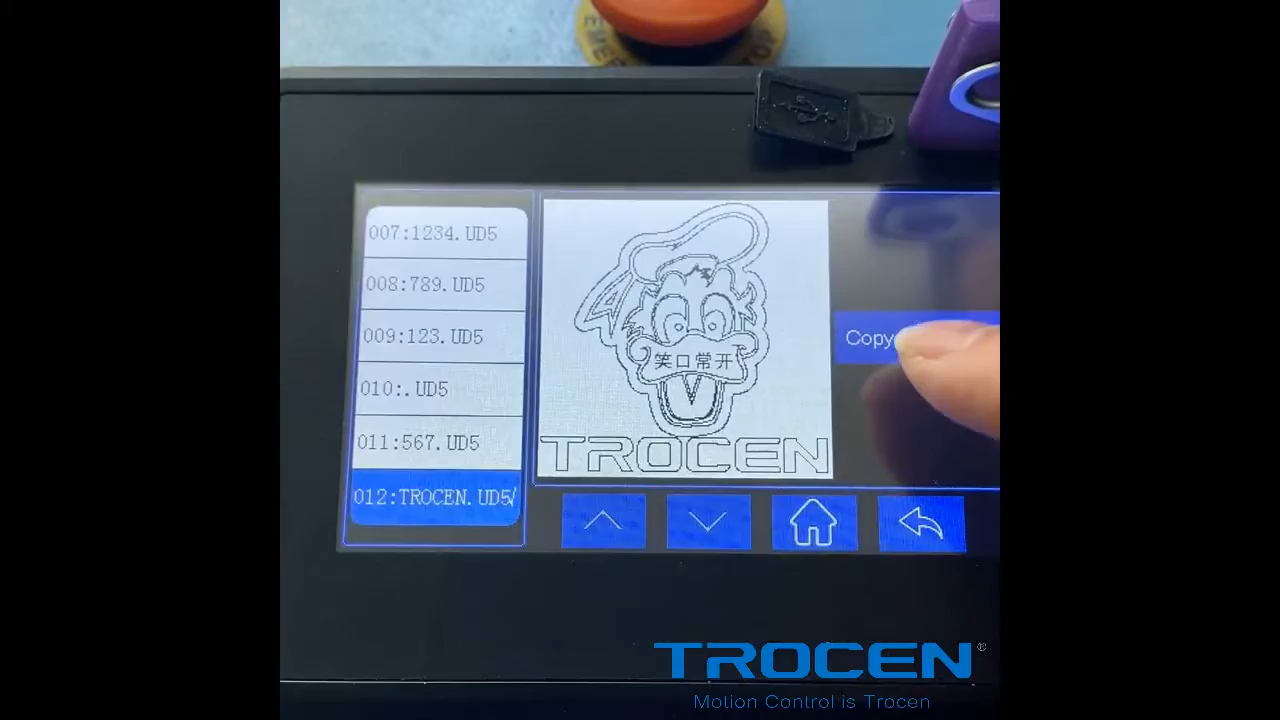 007:1234.UD5
008:789.UD5
009:123.UD5
010:.UD5
011:567.UD5
012:TROCEN.UD5
笑口常开
TROCEN
Copy
TROCEN®
Motion Control is Trocen